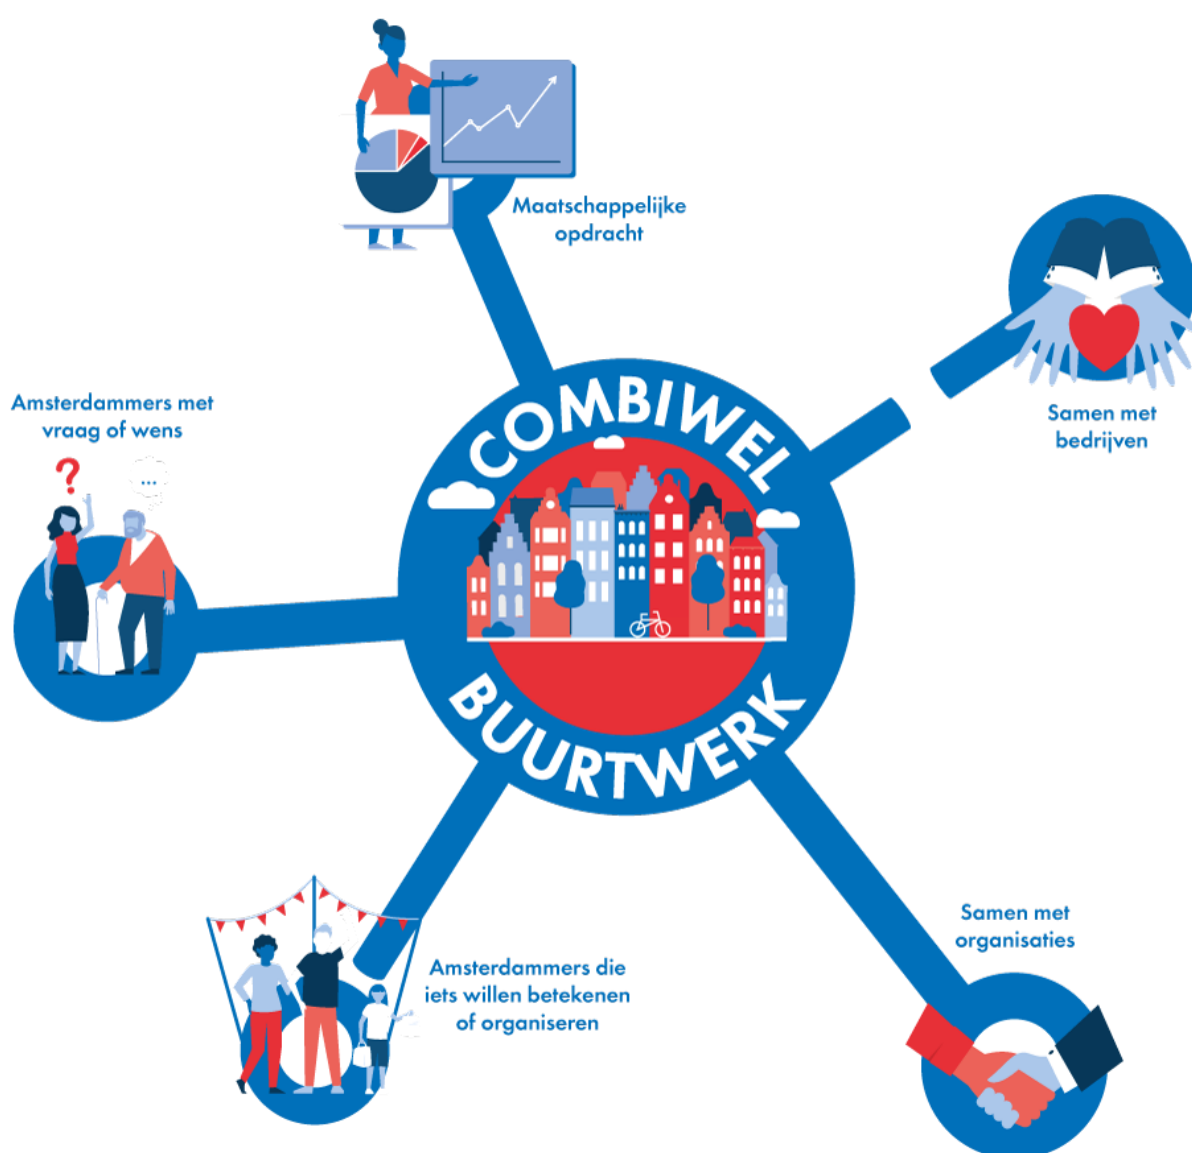 Maatschappelijke
opdracht
Samen met
bedrijven
Amsterdammers met
vraag of wens
?
...
COMBIWEL
BUURTWERK
Samen met
organisaties
Amsterdammers die
iets willen betekenen
of organiseren